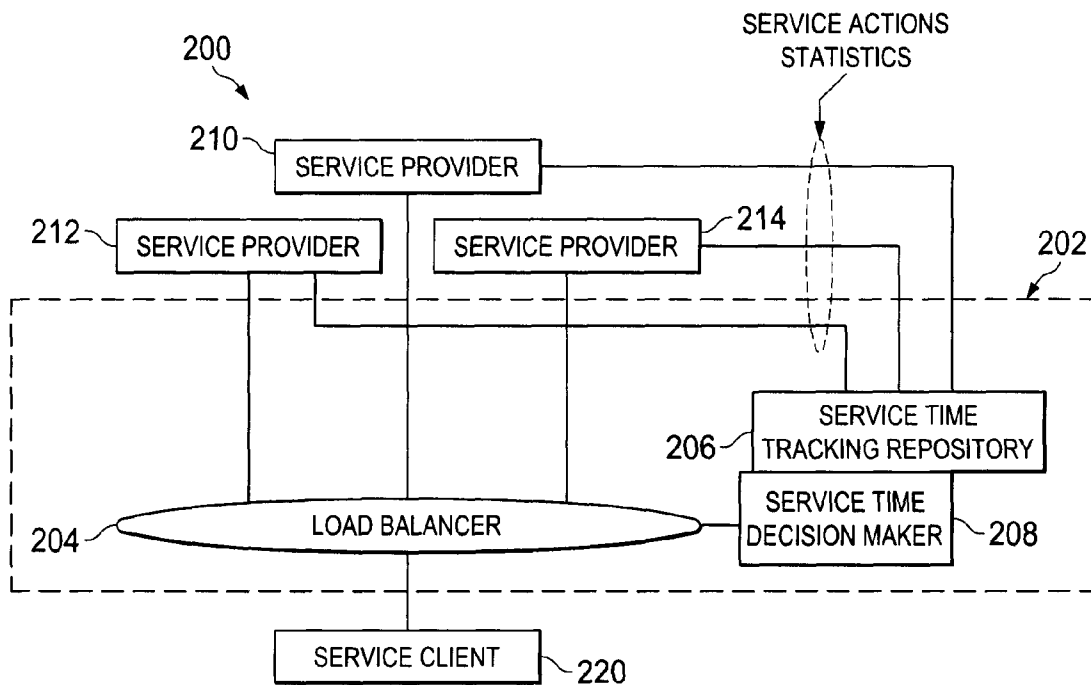 SERVICE ACTIONS
STATISTICS
200
210
SERVICE PROVIDER
212
SERVICE PROVIDER
SERVICE PROVIDER
214
202
206
SERVICE TIME
TRACKING REPOSITORY
204
LOAD BALANCER
SERVICE TIME
DECISION MAKER
208
SERVICE CLIENT
220